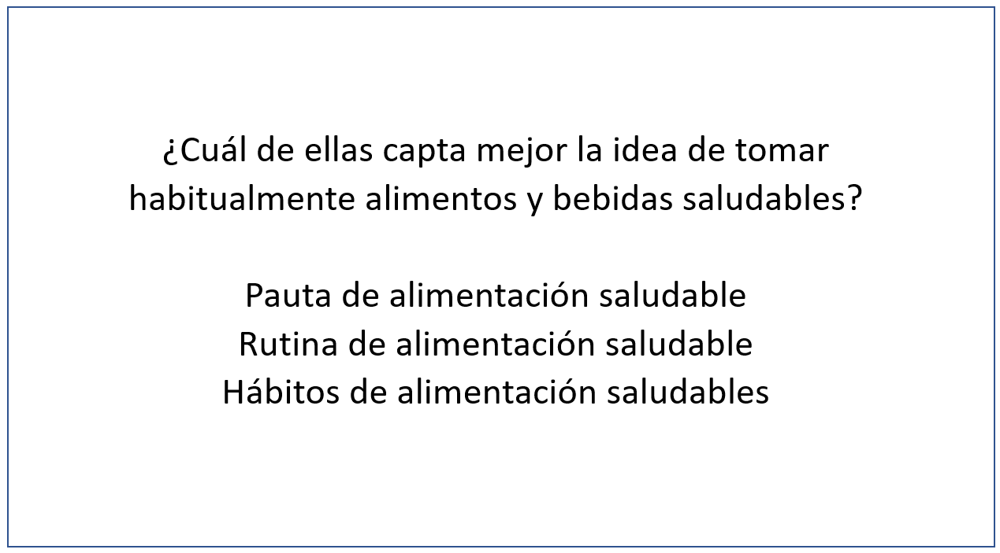 ¿Cuál de ellas capta mejor la idea de tomar
habitualmente alimentos y bebidas saludables?
Pauta de alimentación saludable
Rutina de alimentación saludable
Hábitos de alimentación saludables